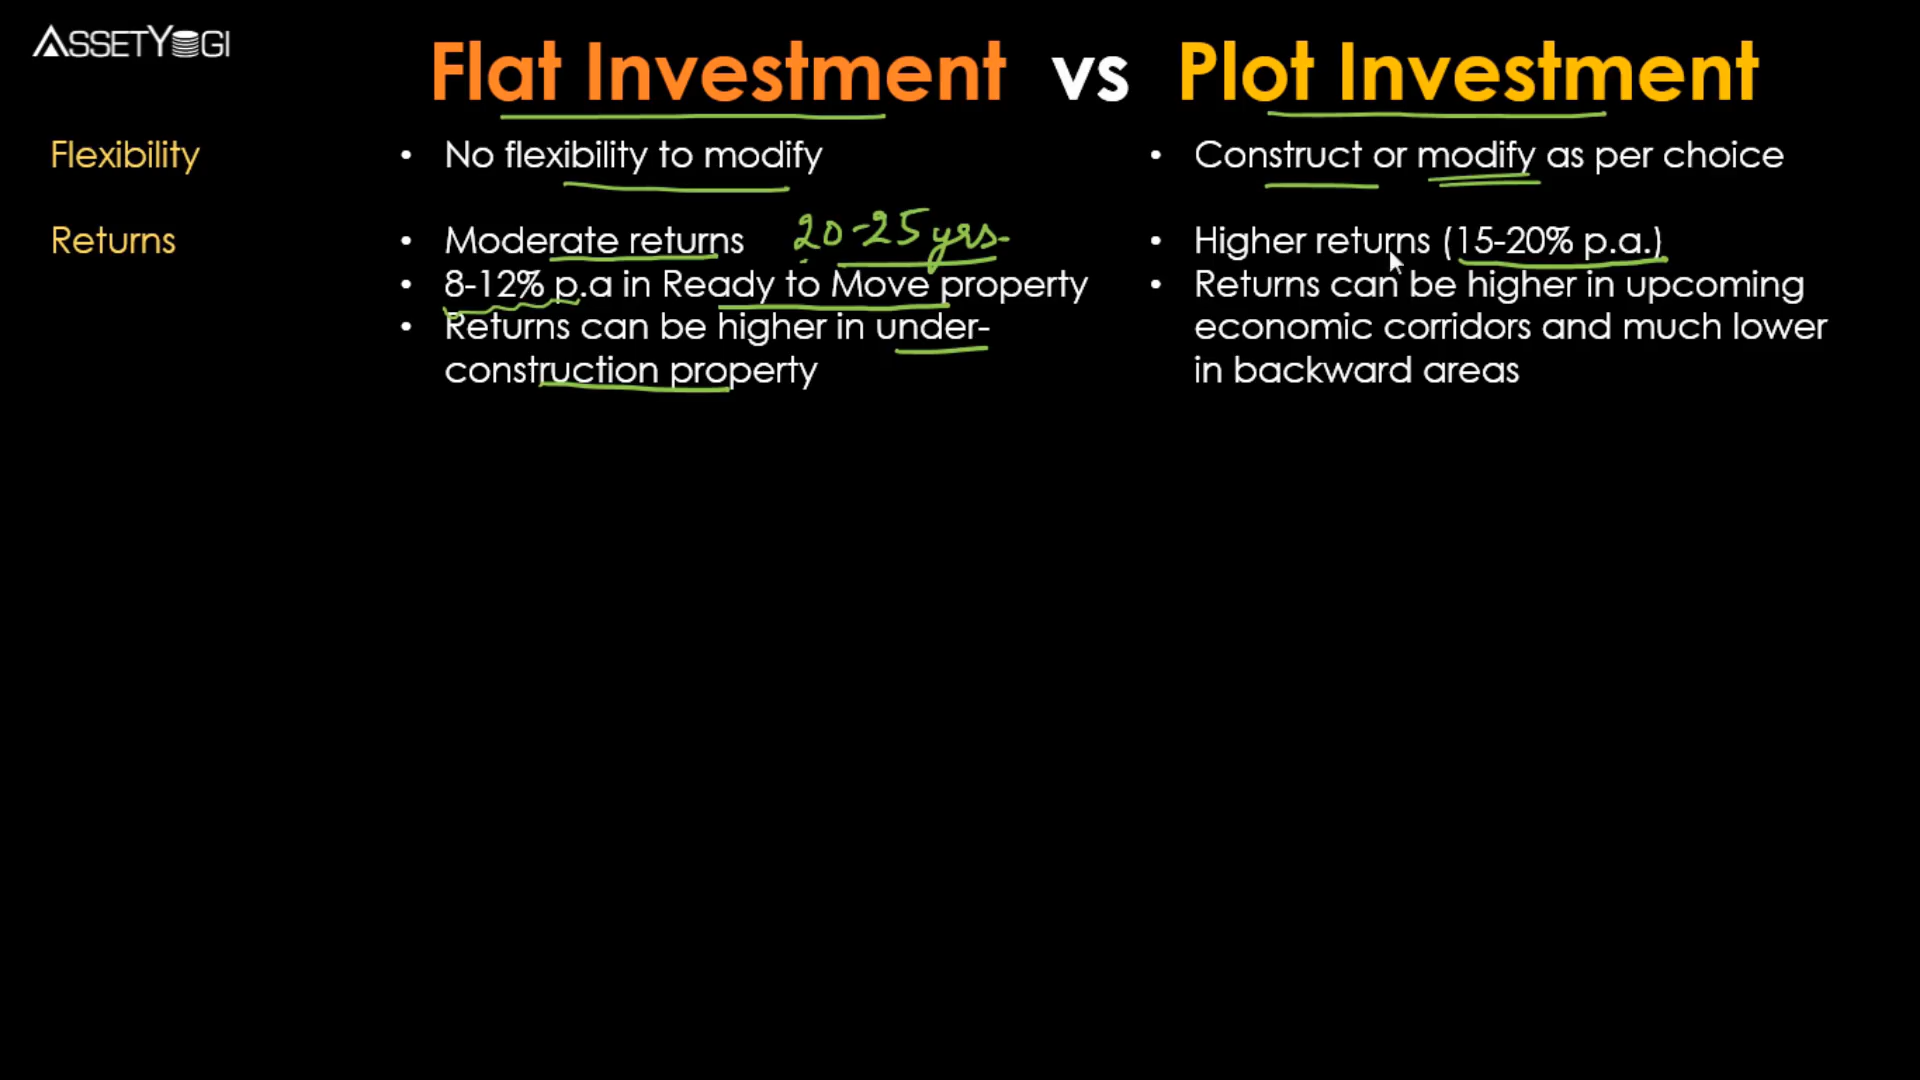 ASSETYOGI
Flat Investment vs Plot Investment
Flexibility
• No flexibility to modify
• Construct or modify as per choice
Returns
• Moderate returns 20-25 yrs.
• 8-12% p.a in Ready to Move property
• Returns can be higher in under-
construction property
• Higher returns (15-20% p.a.)
• Returns can be higher in upcoming
economic corridors and much lower
in backward areas